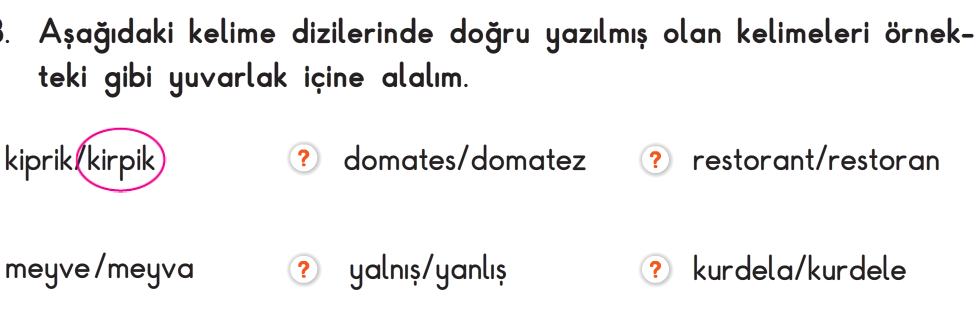 3. Aşağıdaki kelime dizilerinde doğru yazılmış olan kelimeleri örnek-
teki gibi yuvarlak içine alalım.
kiprik/kirpik ? domates/domatez ? restorant/restoran
meyve/meyva ? yalnış/yanlış ? kurdela/kurdele